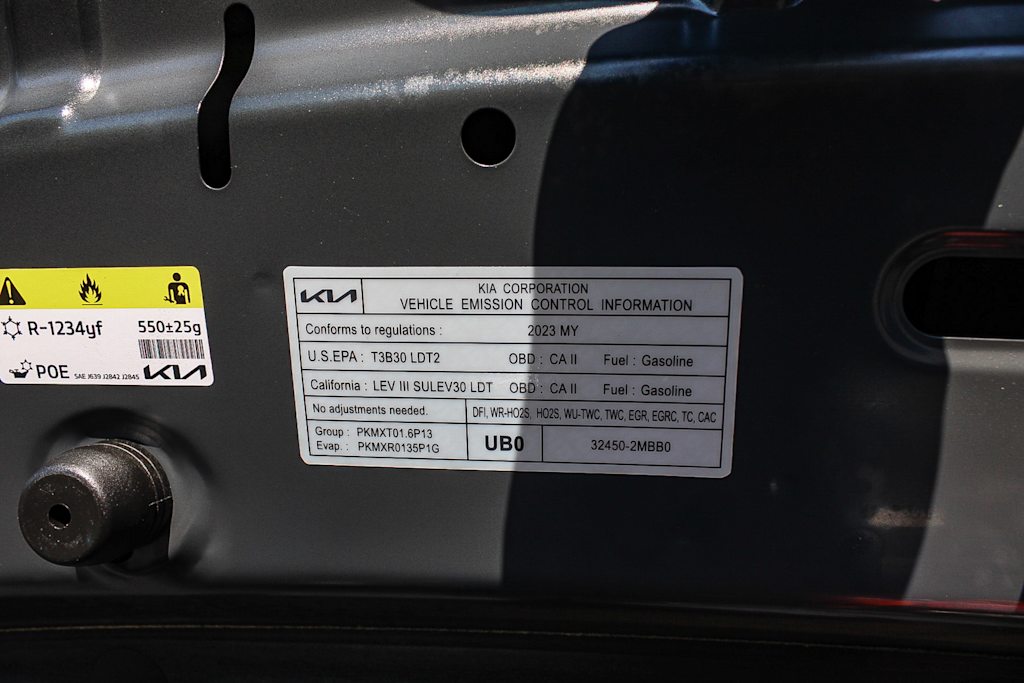 R-1234yf 550±25g
POE SAE J639 J2842 J2845 KIA
KIA
KIA CORPORATION
VEHICLE EMISSION CONTROL INFORMATION
Conforms to regulations : 2023 MY
U.S.EPA : T3B30 LDT2 OBD : CA II Fuel : Gasoline
California : LEV III SULEV30 LDT OBD : CA II Fuel : Gasoline
No adjustments needed. DFI, WR-HO2S, HO2S, WU-TWC, TWC, EGR, EGRC, TC, CAC
Group : PKMXT01.6P13
Evap. : PKMXR0135P1G
UB0 32450-2MBB0